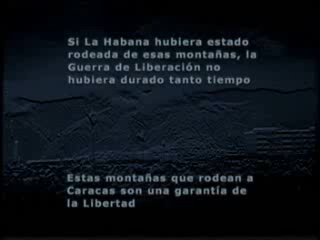 Si La Habana hubiera estado
rodeada de esas montañas, la
Guerra de Liberación no
hubiera durado tanto tiempo
Estas montañas que rodean a
Caracas son una garantía de
la Libertad